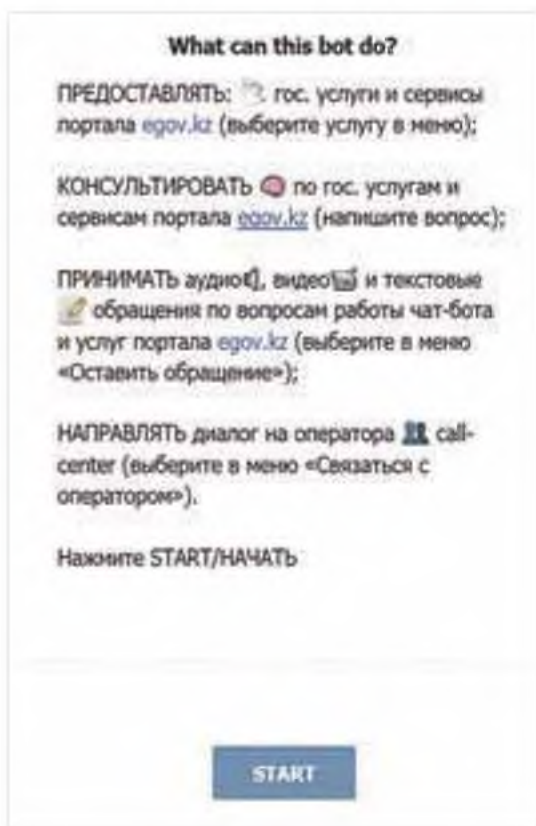 What can this bot do?
ПРЕДОСТАВЛЯТЬ: гос. услуги и сервисы
портала egov.kz (выберите услугу в меню);
КОНСУЛЬТИРОВАТЬ 🧠 по гос. услугам и
сервисам портала egov.kz (напишите вопрос);
ПРИНИМАТЬ аудио🔊, видео📹 и текстовые
📝 обращения по вопросам работы чат-бота
и услуг портала egov.kz (выберите в меню
«Оставить обращение»);
НАПРАВЛЯТЬ диалог на оператора 👥 call-
center (выберите в меню «Связаться с
оператором»).
Нажмите START/НАЧАТЬ
START